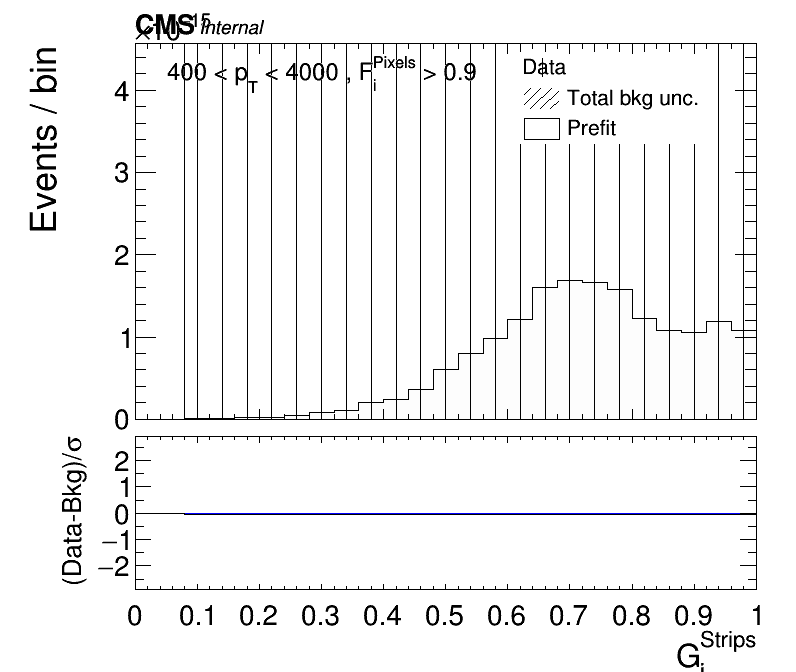 CMS Internal
×10^15
400 < p_T < 4000 , F_i^Pixels > 0.9
Data
Total bkg unc.
Prefit
Events / bin
4
3
2
1
0
(Data-Bkg)/σ
2
1
0
−1
−2
0 0.1 0.2 0.3 0.4 0.5 0.6 0.7 0.8 0.9 1
G_i^Strips